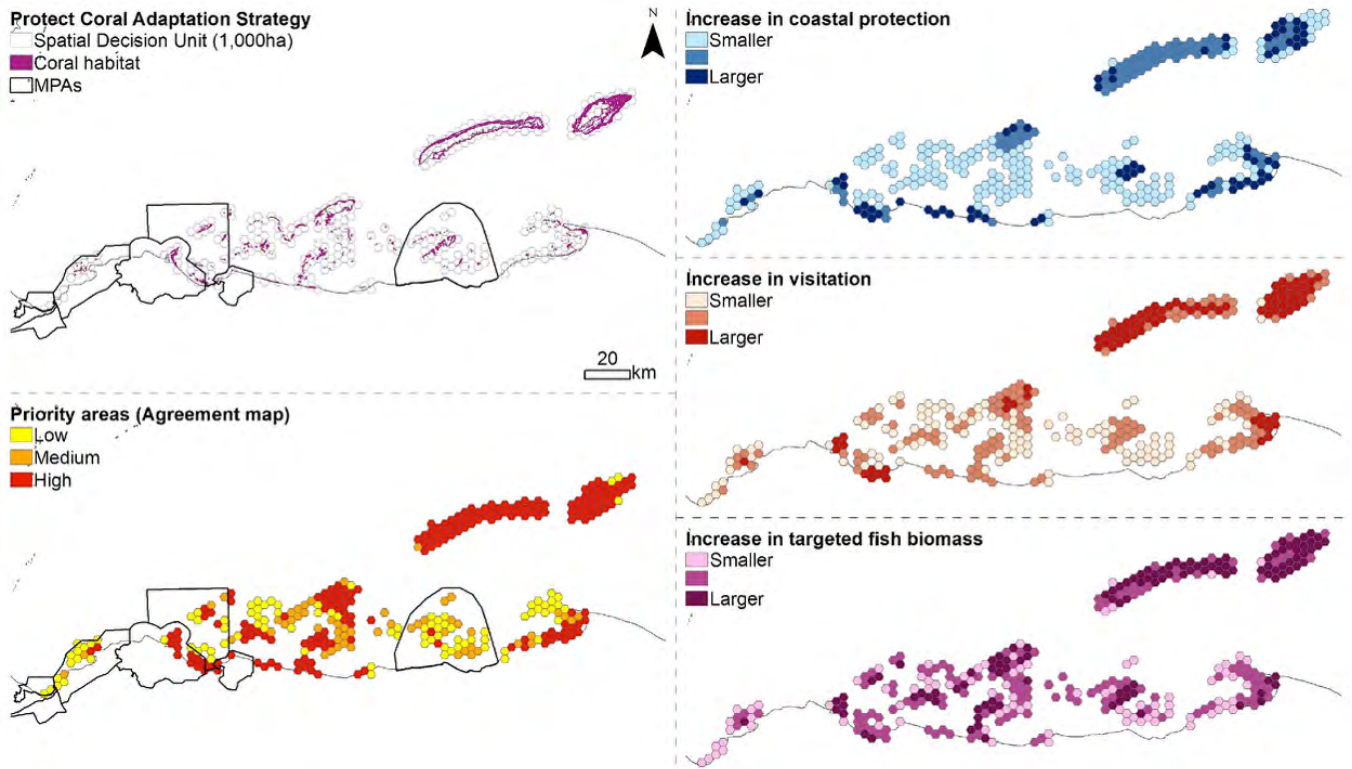 Protect Coral Adaptation Strategy
Spatial Decision Unit (1,000ha)
Coral habitat
MPAs
N
20
km
Priority areas (Agreement map)
Low
Medium
High
Increase in coastal protection
Smaller
Larger
Increase in visitation
Smaller
Larger
Increase in targeted fish biomass
Smaller
Larger